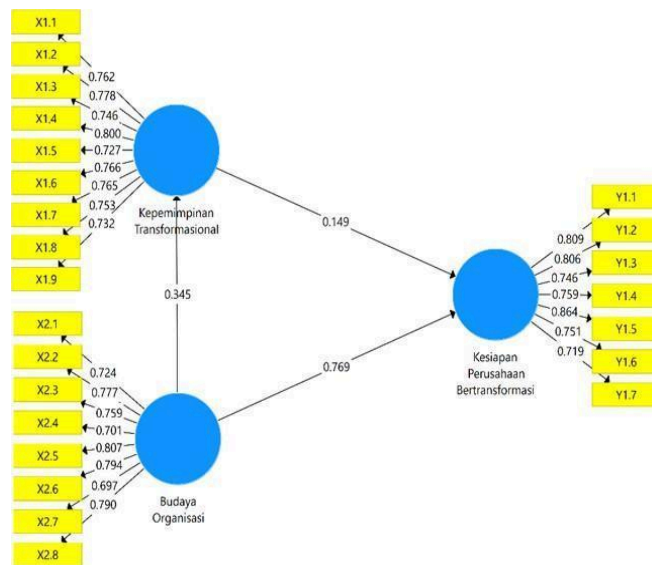 X1.1
X1.2
X1.3
X1.4
X1.5
X1.6
X1.7
X1.8
X1.9
0.762
0.778
0.746
0.800
0.727
0.766
0.765
0.753
0.732
Kepemimpinan
Transformasional
0.149
0.345
0.769
X2.1
X2.2
X2.3
X2.4
X2.5
X2.6
X2.7
X2.8
0.724
0.777
0.759
0.701
0.807
0.794
0.697
0.790
Budaya
Organisasi
Kesiapan
Perusahaan
Bertransformasi
0.809
0.806
0.746
0.759
0.864
0.751
0.719
Y1.1
Y1.2
Y1.3
Y1.4
Y1.5
Y1.6
Y1.7